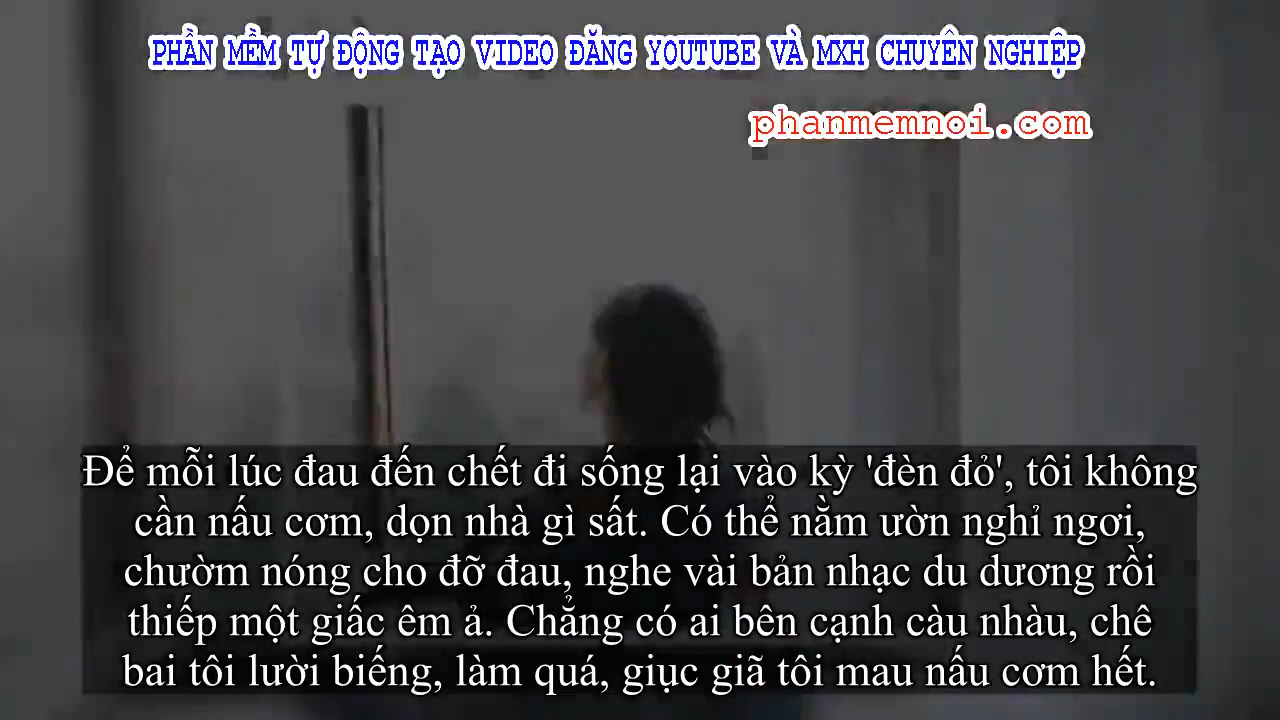 PHẦN MỀM TỰ ĐỘNG TẠO VIDEO ĐĂNG YOUTUBE VÀ MXH CHUYÊN NGHIỆP
phanmemnoi.com
Để mỗi lúc đau đến chết đi sống lại vào kỳ 'đèn đỏ', tôi không
cần nấu cơm, dọn nhà gì sất. Có thể nằm ườn nghỉ ngơi,
chườm nóng cho đỡ đau, nghe vài bản nhạc du dương rồi
thiếp một giấc êm ả. Chẳng có ai bên cạnh càu nhàu, chê
bai tôi lười biếng, làm quá, giục giã tôi mau nấu cơm hết.